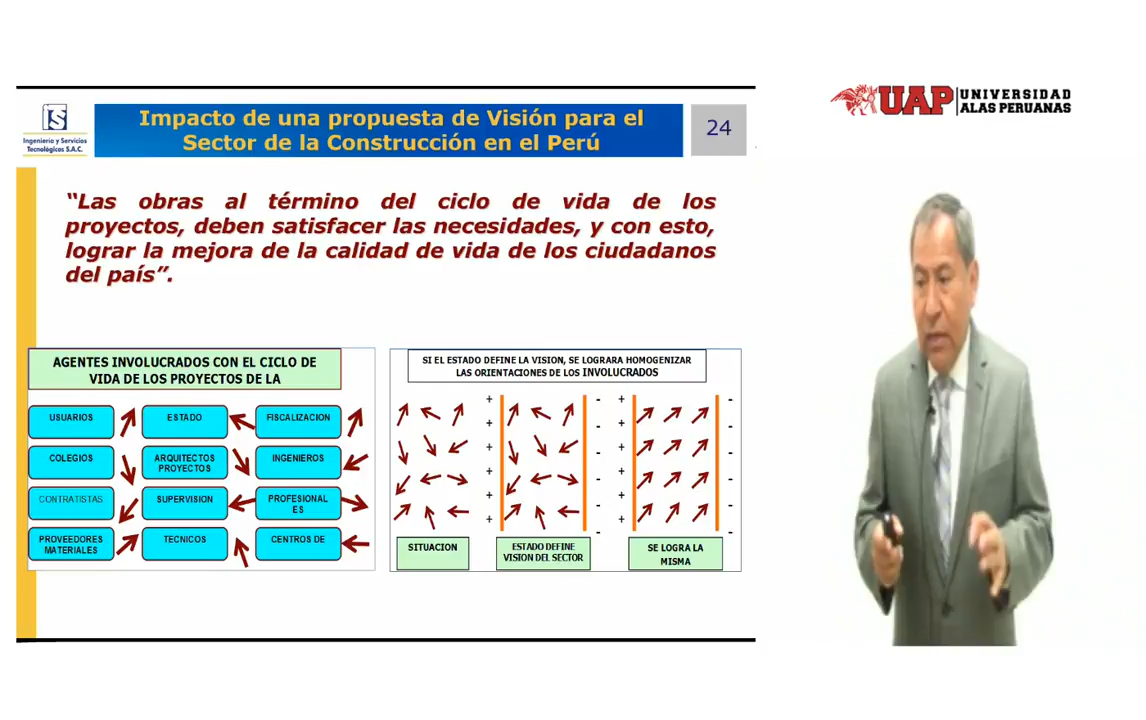 IS
Ingeniería y Servicios
Tecnológicos S.A.C.
Impacto de una propuesta de Visión para el
Sector de la Construcción en el Perú
24
UAP
UNIVERSIDAD
ALAS PERUANAS
“Las obras al término del ciclo de vida de los
proyectos, deben satisfacer las necesidades, y con esto,
lograr la mejora de la calidad de vida de los ciudadanos
del país”.
AGENTES INVOLUCRADOS CON EL CICLO DE
VIDA DE LOS PROYECTOS DE LA
USUARIOS
ESTADO
FISCALIZACION
COLEGIOS
ARQUITECTOS
PROYECTOS
INGENIEROS
CONTRATISTAS
SUPERVISION
PROFESIONAL
ES
PROVEEDORES
MATERIALES
TECNICOS
CENTROS DE
SI EL ESTADO DEFINE LA VISION, SE LOGRARA HOMOGENIZAR
LAS ORIENTACIONES DE LOS INVOLUCRADOS
+ - + -
+ - + -
+ - + -
+ - + -
+ - + -
+ - + -
SITUACION
ESTADO DEFINE
VISION DEL SECTOR
SE LOGRA LA
MISMA